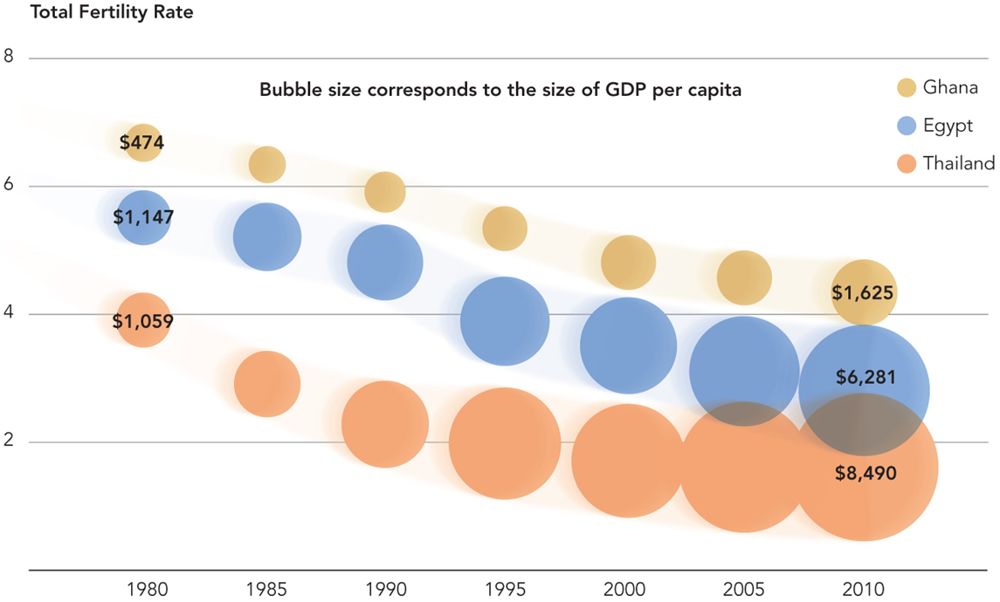 Total Fertility Rate
8
Bubble size corresponds to the size of GDP per capita
Ghana
Egypt
Thailand
$474
6
$1,147
$1,625
4
$1,059
$6,281
2
$8,490
1980 1985 1990 1995 2000 2005 2010